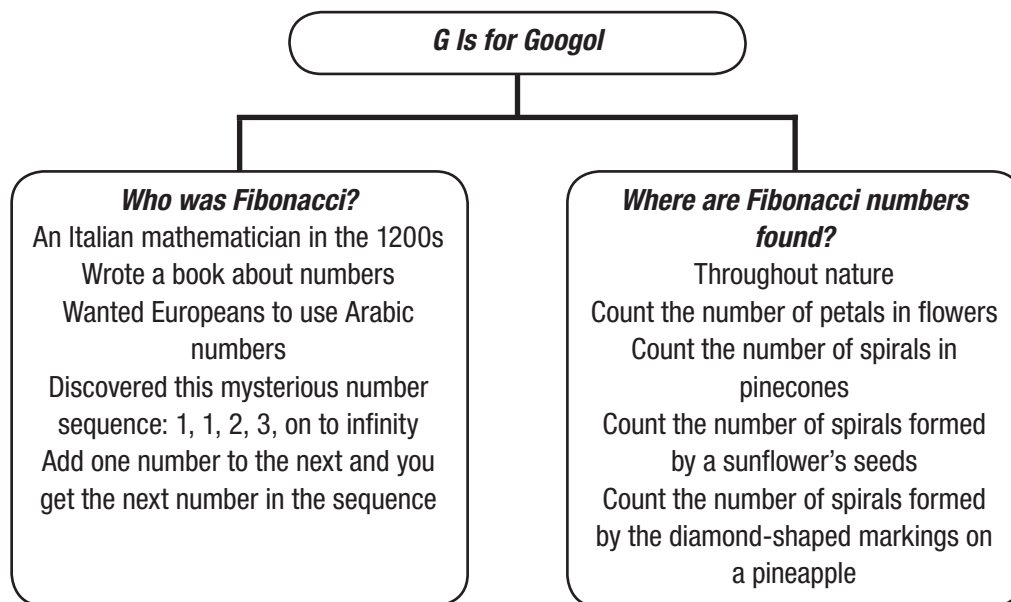 G Is for Googol
Who was Fibonacci?
An Italian mathematician in the 1200s
Wrote a book about numbers
Wanted Europeans to use Arabic
numbers
Discovered this mysterious number
sequence: 1, 1, 2, 3, on to infinity
Add one number to the next and you
get the next number in the sequence
Where are Fibonacci numbers
found?
Throughout nature
Count the number of petals in flowers
Count the number of spirals in
pinecones
Count the number of spirals formed
by a sunflower’s seeds
Count the number of spirals formed
by the diamond-shaped markings on
a pineapple